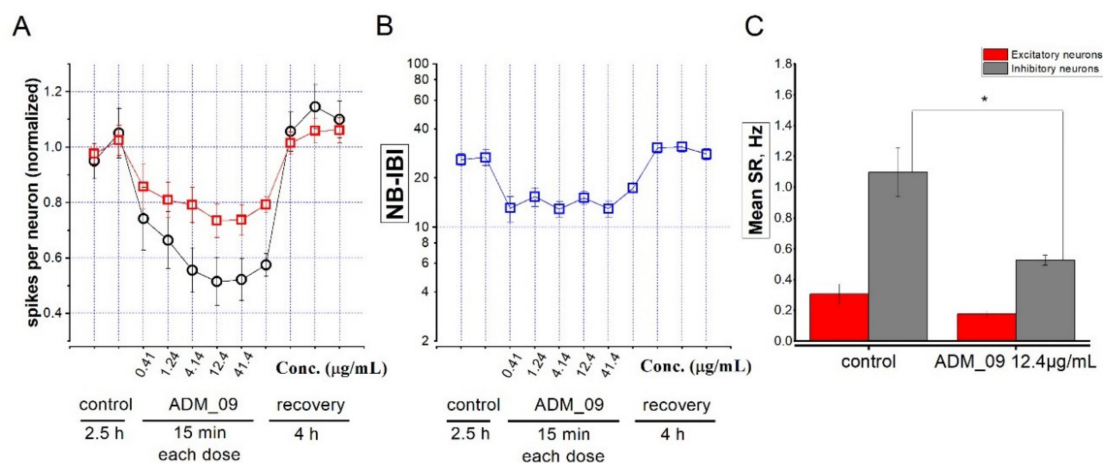 A
spikes per neuron (normalized)
1.2
1.0
0.8
0.6
0.4
0.41
1.24
4.14
12.4
41.4
Conc. (µg/mL)
control
ADM_09
recovery
2.5 h
15 min
4 h
each dose
B
NB-IBI
100
80
60
40
20
10
8
6
4
2
0.41
1.24
4.14
12.4
41.4
Conc. (µg/mL)
control
ADM_09
recovery
2.5 h
15 min
4 h
each dose
C
Excitatory neurons
Inhibitory neurons
Mean SR, Hz
1.8
1.6
1.4
1.2
1.0
0.8
0.6
0.4
0.2
0.0
*
control
ADM_09 12.4µg/mL